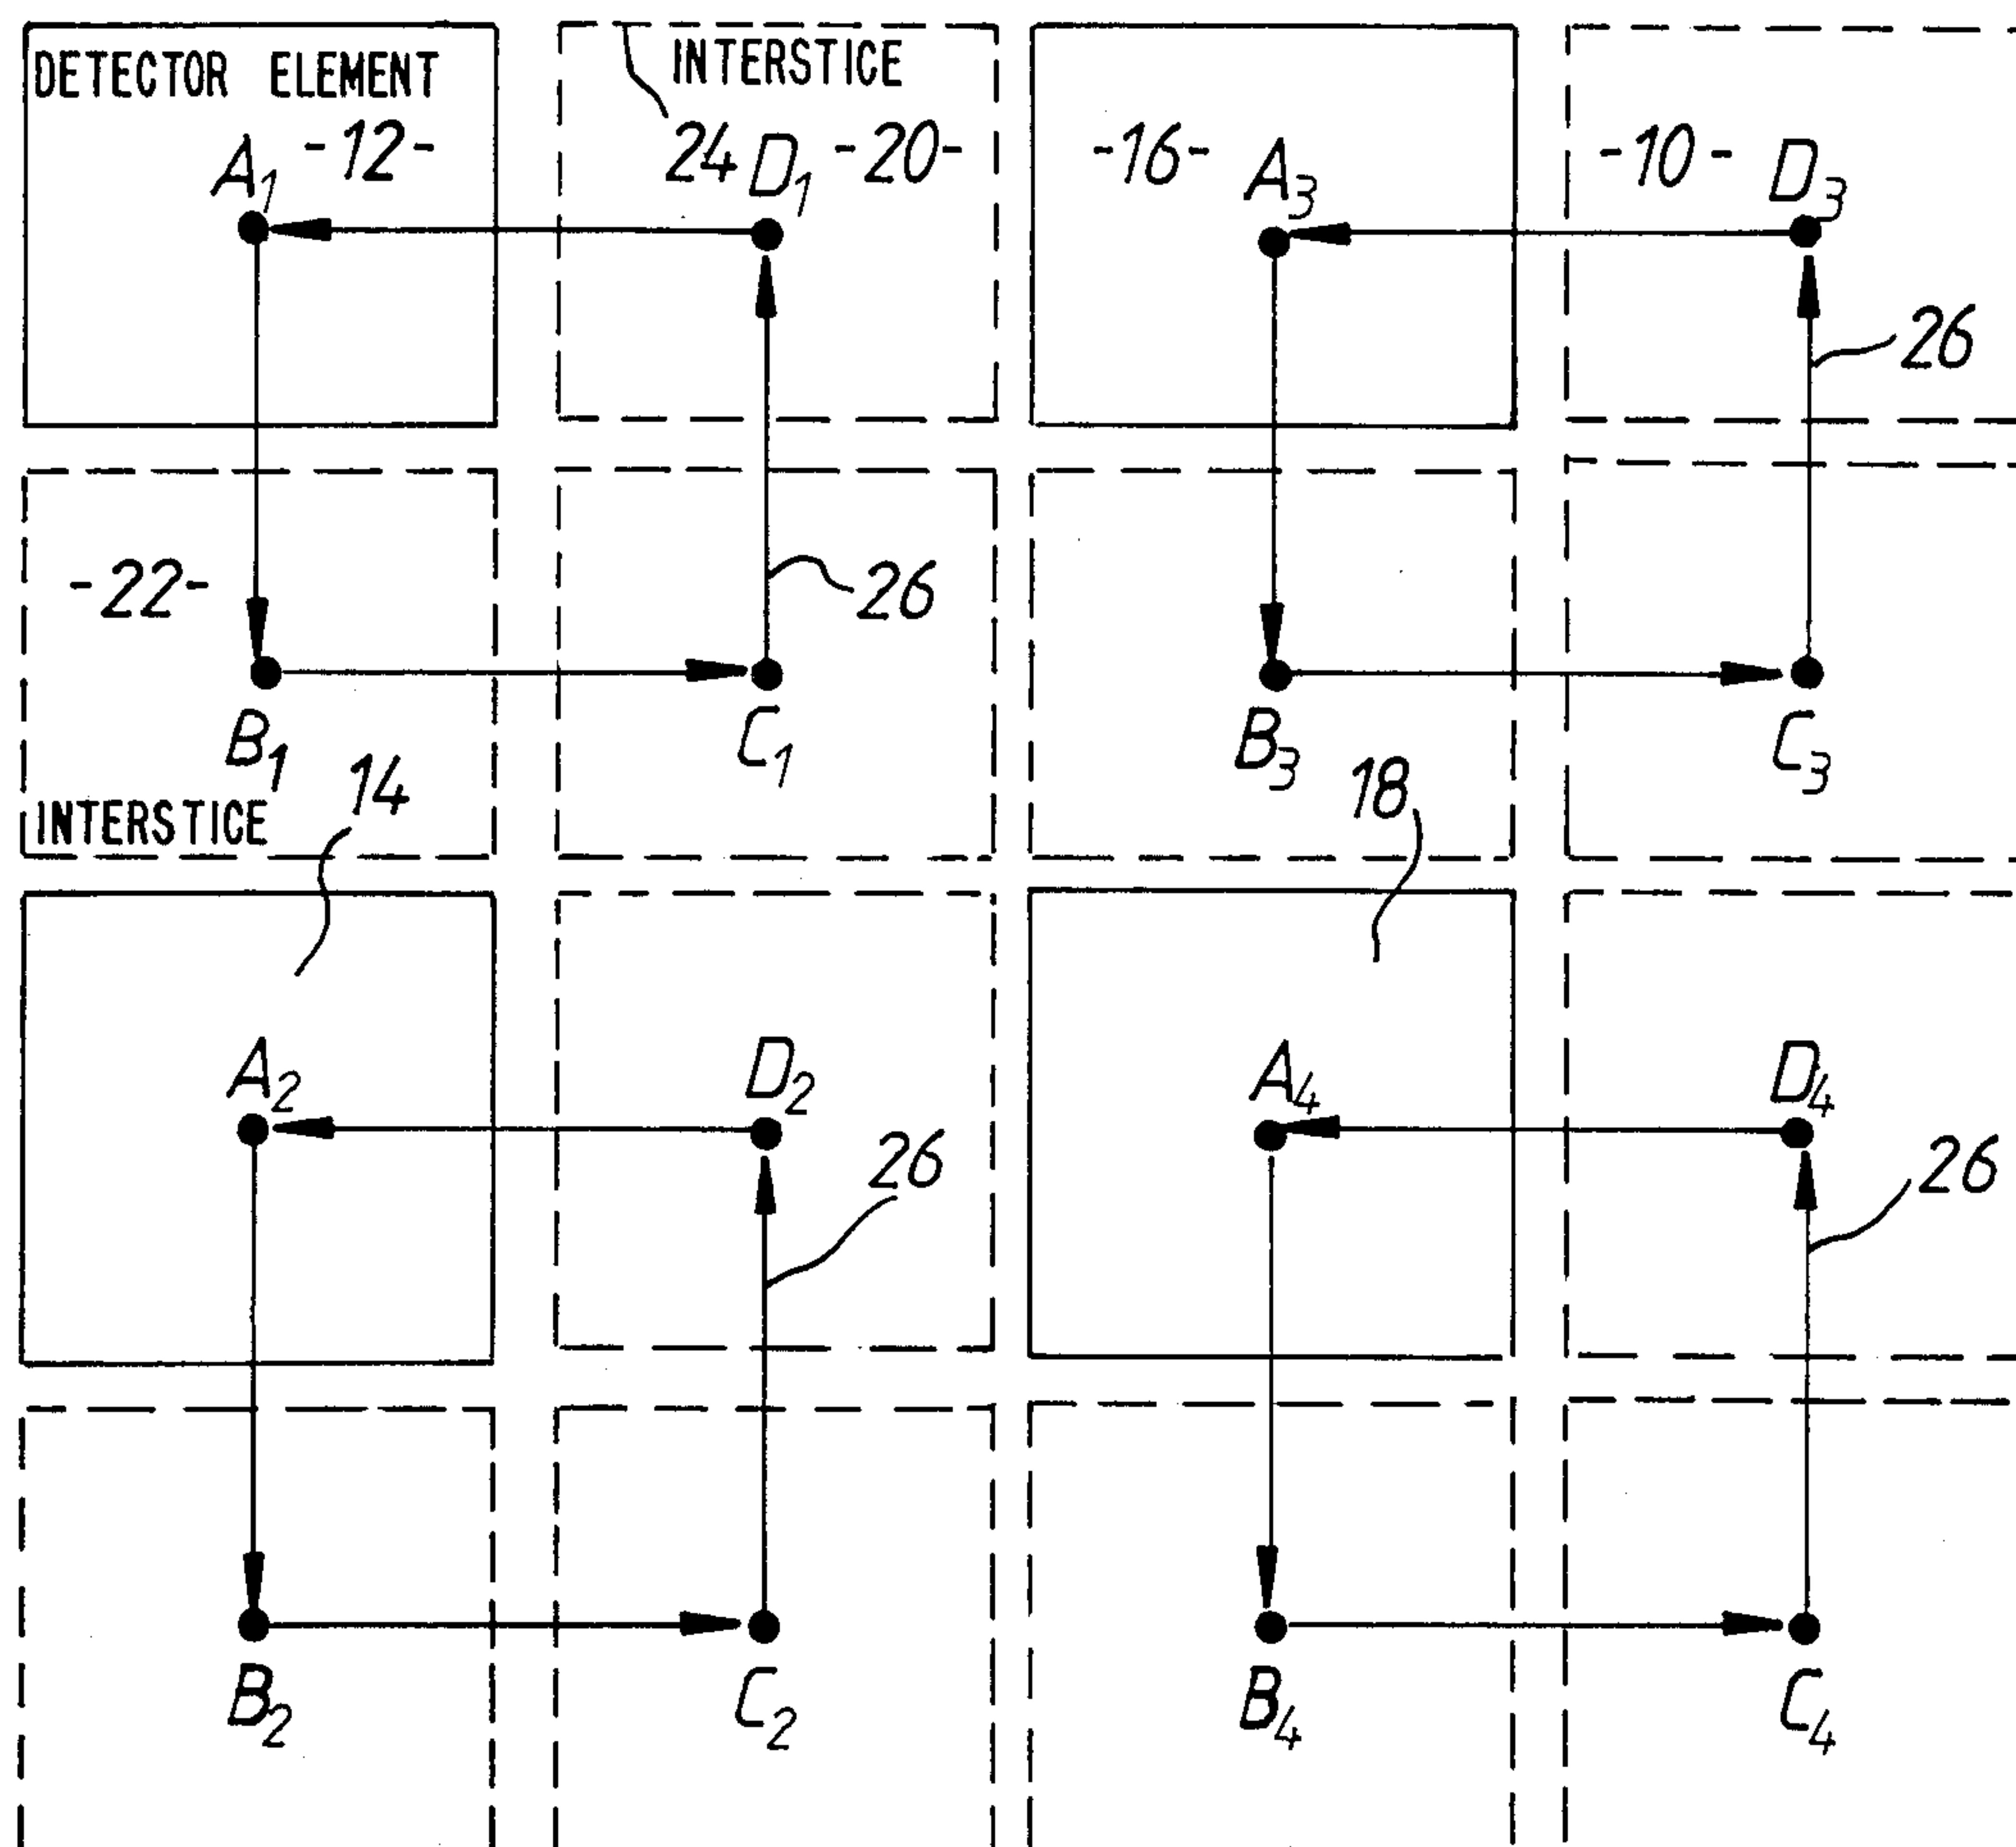 DETECTOR ELEMENT
INTERSTICE
A1 -12-
24 D1 -20-
-16- A3
-10- D3
26
-22-
26
B1
C1
B3
C3
INTERSTICE
14
18
A2
D2
A4
D4
26
26
B2
C2
B4
C4